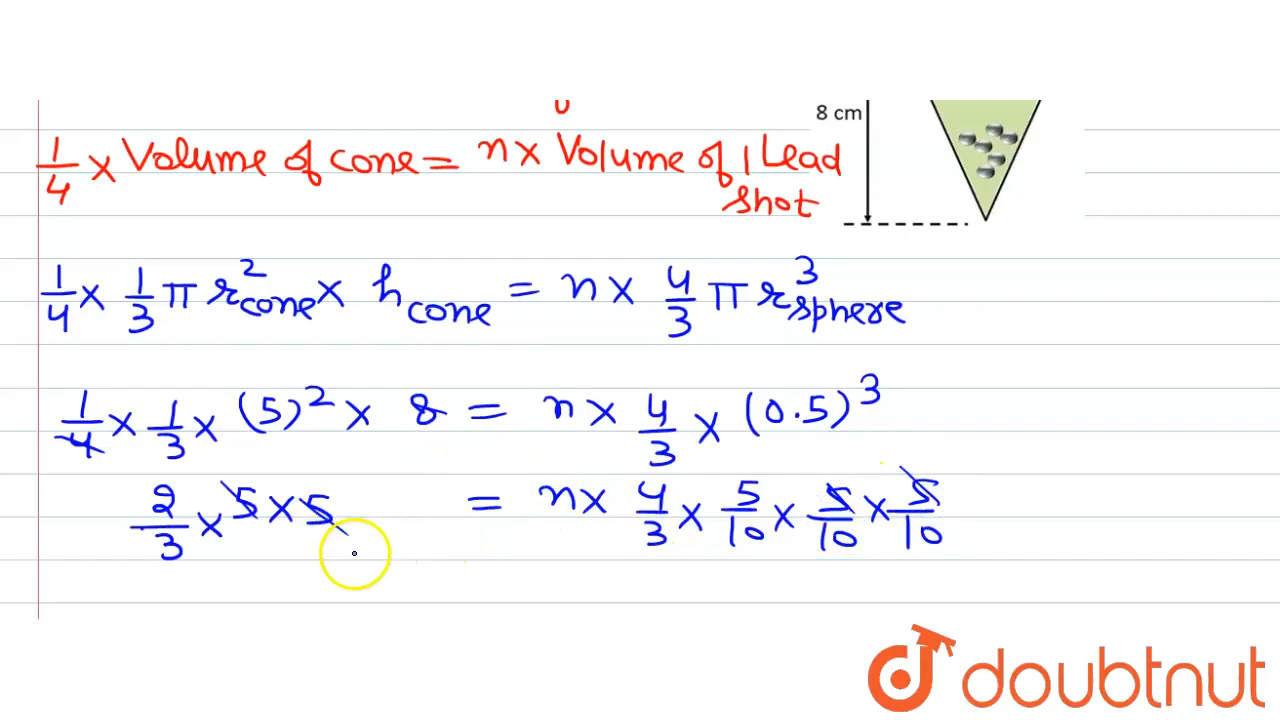 8 cm
1/4 × Volume of cone = n × Volume of 1 Lead
shot
1/4 × 1/3 π r²cone × hcone = n × 4/3 π r³sphere
1/4 × 1/3 × (5)² × 8 = n × 4/3 × (0.5)³
2/3 × 5 × 5 = n × 4/3 × 5/10 × 5/10 × 5/10
doubtnut